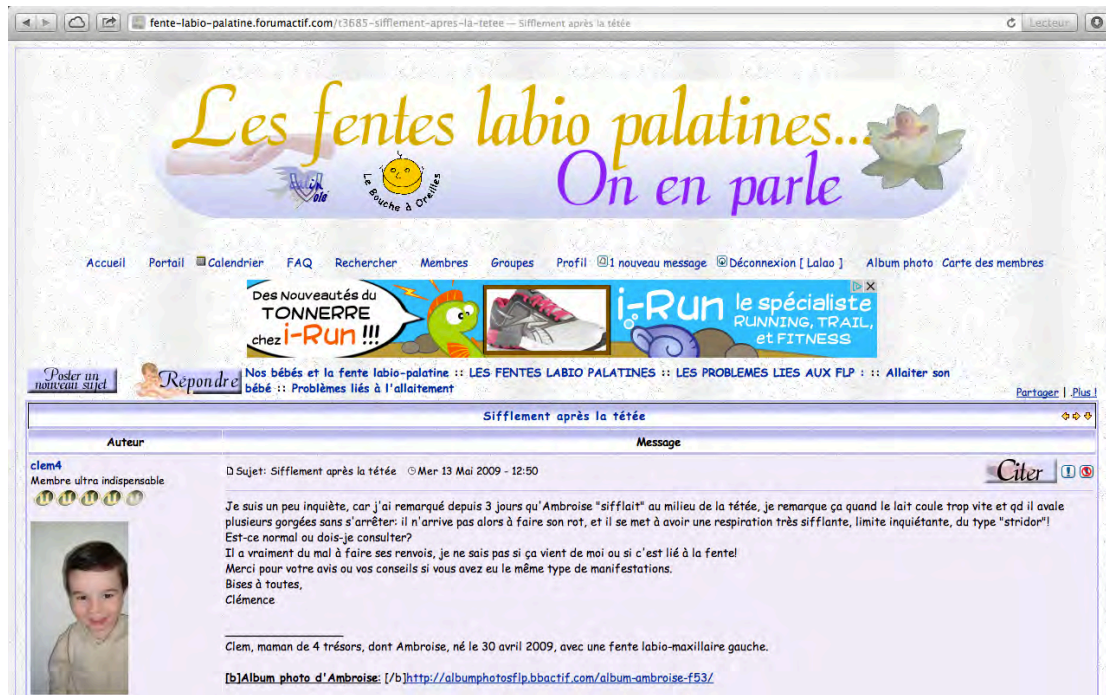 fente-labio-palatine.forumactif.com/t3685-sifflement-apres-la-tetee — Sifflement après la tétée
Lecteur
Les fentes labio palatines...
On en parle
Le Bouche à Oreilles
Accueil Portail Calendrier FAQ Rechercher Membres Groupes Profil 1 nouveau message Déconnexion [ Lalao ] Album photo Carte des membres
Des Nouveautés du
TONNERRE
chez i-Run !!!
i-Run le spécialiste
RUNNING, TRAIL,
et FITNESS
Poster un
nouveau sujet
Répondre
Nos bébés et la fente labio-palatine :: LES FENTES LABIO PALATINES :: LES PROBLEMES LIES AUX FLP : :: Allaiter son
bébé :: Problèmes liés à l'allaitement
Partager | .Plus !
Sifflement après la tétée
Auteur Message
clem4
Membre ultra indispensable
Sujet: Sifflement après la tétée Mer 13 Mai 2009 - 12:50
Citer
Je suis un peu inquiète, car j'ai remarqué depuis 3 jours qu'Ambroise "sifflait" au milieu de la tétée, je remarque ça quand le lait coule trop vite et qd il avale
plusieurs gorgées sans s'arrêter: il n'arrive pas alors à faire son rot, et il se met à avoir une respiration très sifflante, limite inquiétante, du type "stridor"!
Est-ce normal ou dois-je consulter?
Il a vraiment du mal à faire ses renvois, je ne sais pas si ça vient de moi ou si c'est lié à la fente!
Merci pour votre avis ou vos conseils si vous avez eu le même type de manifestations.
Bises à toutes,
Clémence
Clem, maman de 4 trésors, dont Ambroise, né le 30 avril 2009, avec une fente labio-maxillaire gauche.
[b]Album photo d'Ambroise: [/b]http://albumphotosflp.bbactif.com/album-ambroise-f53/